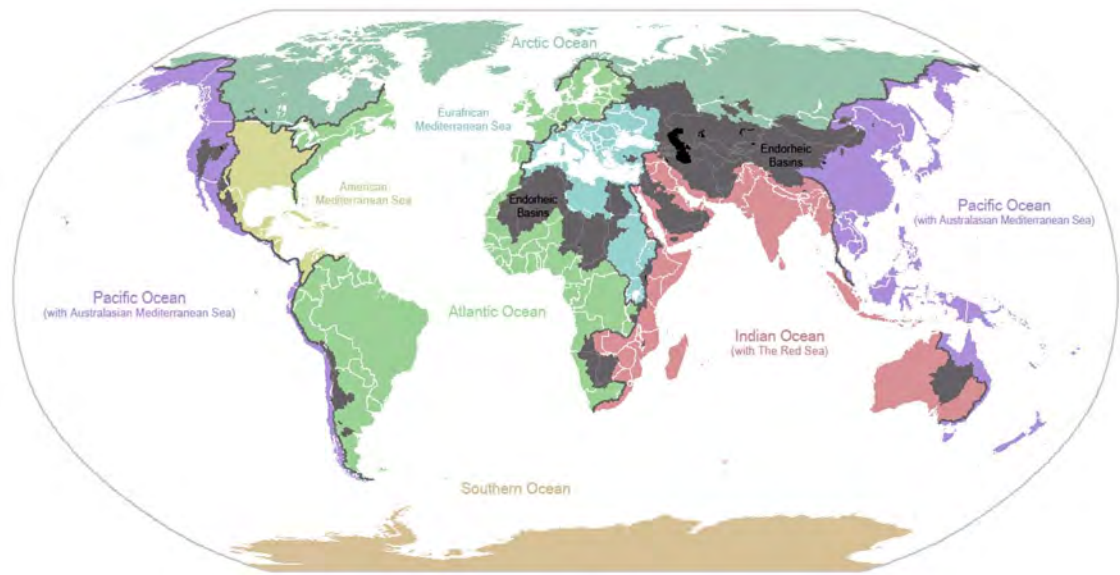 Arctic Ocean
Eurafrican
Mediterranean Sea
Endorheic
Basins
American
Mediterranean Sea
Endorheic
Basins
Pacific Ocean
(with Australasian Mediterranean Sea)
Pacific Ocean
(with Australasian Mediterranean Sea)
Atlantic Ocean
Indian Ocean
(with The Red Sea)
Southern Ocean